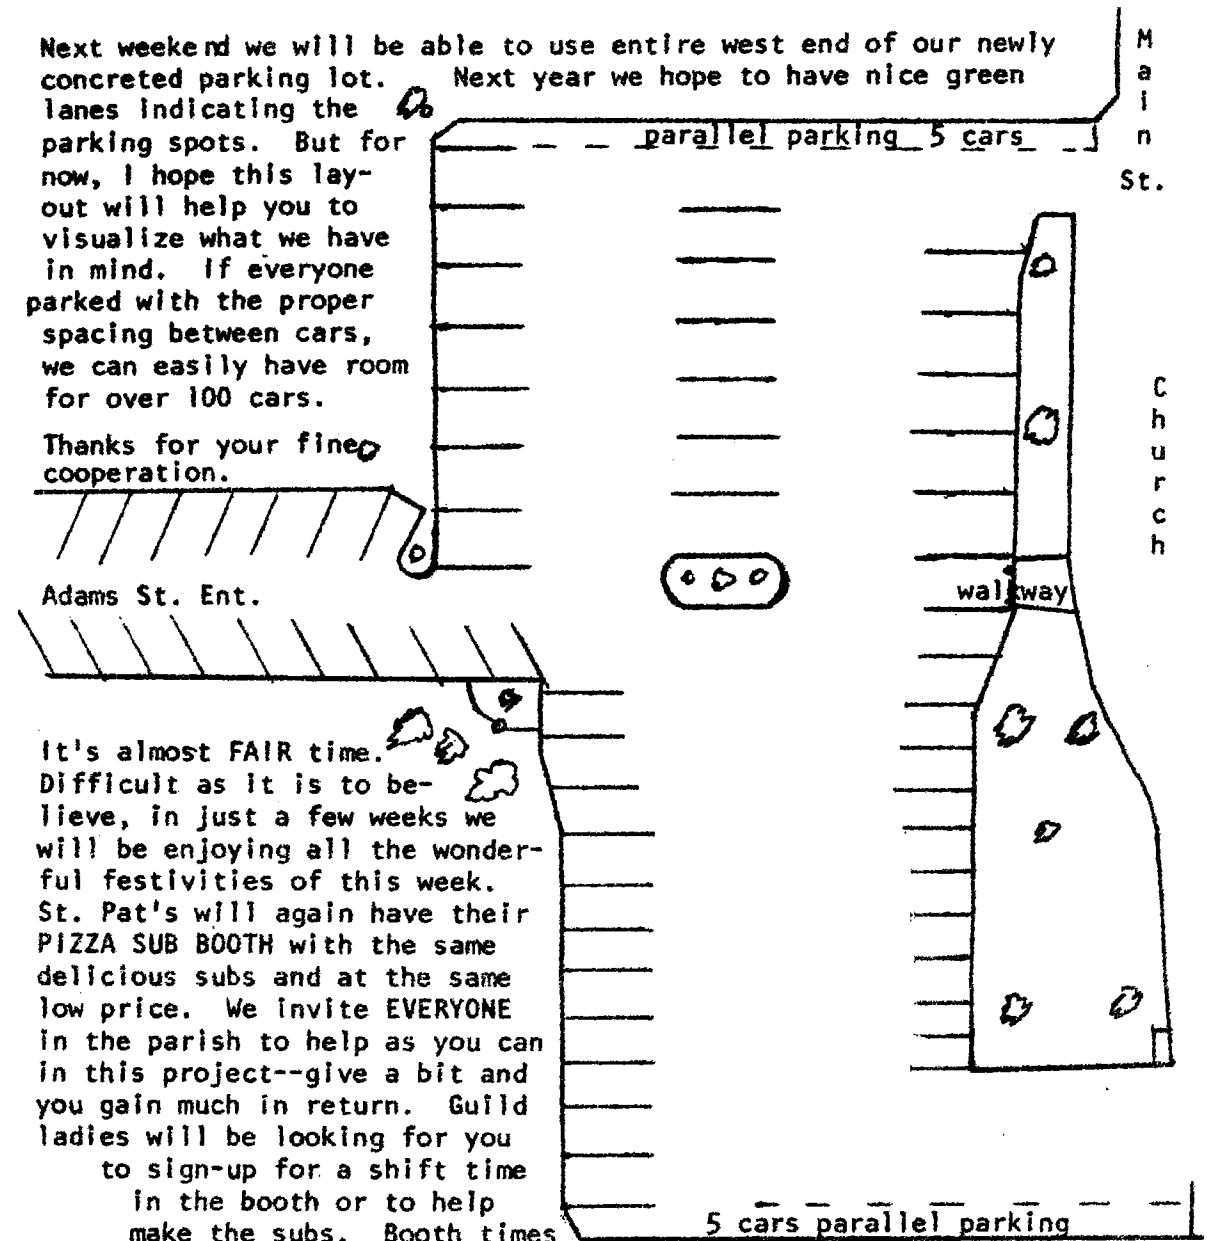 Next weekend we will be able to use entire west end of our newly
concreted parking lot. Next year we hope to have nice green
lanes indicating the
parking spots. But for
now, I hope this lay-
out will help you to
visualize what we have
in mind. If everyone
parked with the proper
spacing between cars,
we can easily have room
for over 100 cars.
Thanks for your fine
cooperation.
parallel parking 5 cars
Main
St.
Church
walkway
Adams St. Ent.
It's almost FAIR time.
Difficult as it is to be-
lieve, in just a few weeks we
will be enjoying all the wonder-
ful festivities of this week.
St. Pat's will again have their
PIZZA SUB BOOTH with the same
delicious subs and at the same
low price. We invite EVERYONE
in the parish to help as you can
in this project--give a bit and
you gain much in return. Guild
ladies will be looking for you
to sign-up for a shift time
in the booth or to help
make the subs. Booth times
5 cars parallel parking